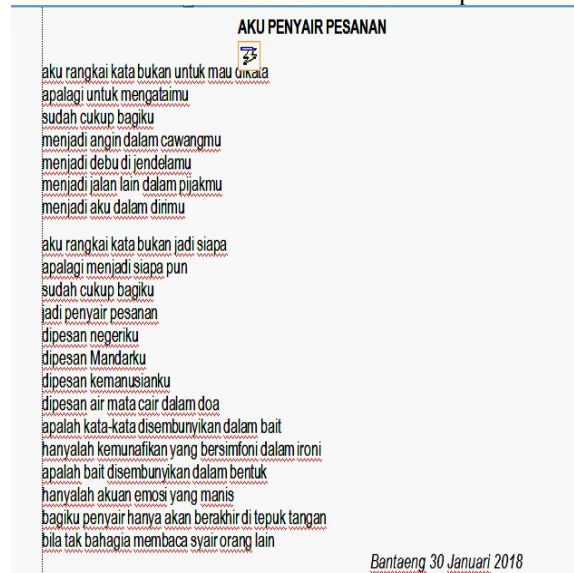 AKU PENYAIR PESANAN
aku rangkai kata bukan untuk mau dikata
apalagi untuk mengataimu
sudah cukup bagiku
menjadi angin dalam cawangmu
menjadi debu di jendelamu
menjadi jalan lain dalam pijakmu
menjadi aku dalam dirimu
aku rangkai kata bukan jadi siapa
apalagi menjadi siapa pun
sudah cukup bagiku
jadi penyair pesanan
dipesan negeriku
dipesan Mandarku
dipesan kemanusianku
dipesan air mata cair dalam doa
apalah kata-kata disembunyikan dalam bait
hanyalah kemunafikan yang bersimfoni dalam ironi
apalah bait disembunyikan dalam bentuk
hanyalah akuan emosi yang manis
bagiku penyair hanya akan berakhir di tepuk tangan
bila tak bahagia membaca syair orang lain
Bantaeng 30 Januari 2018